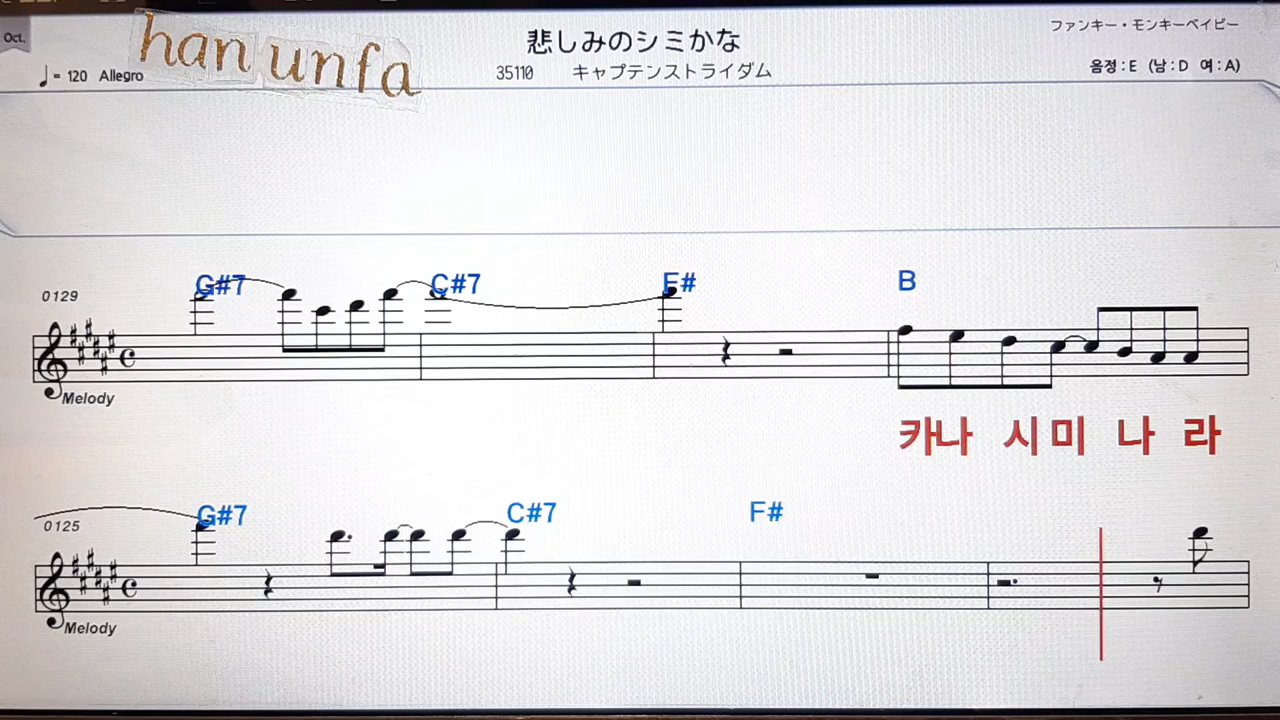 Oct.
han unfa
♩= 120 Allegro
悲しみのシミかな
35110 キャプテンストライダム
ファンキー・モンキーベイビー
음정:E (남:D 여:A)
G#7 C#7 F# B
0129
Melody
카나 시미 나 라
G#7 C#7 F#
0125
Melody